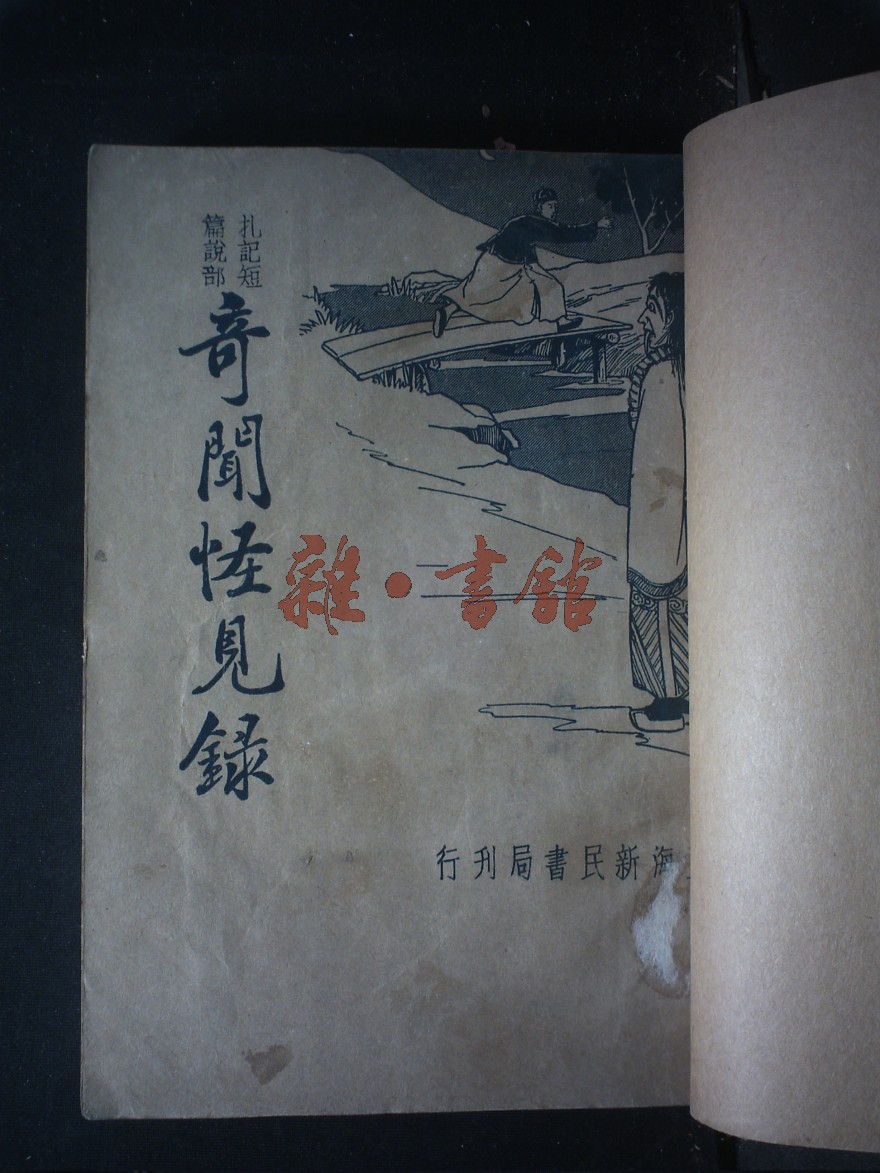 札記短
篇說部
奇聞怪見錄
雜·書館
海新民書局刊行